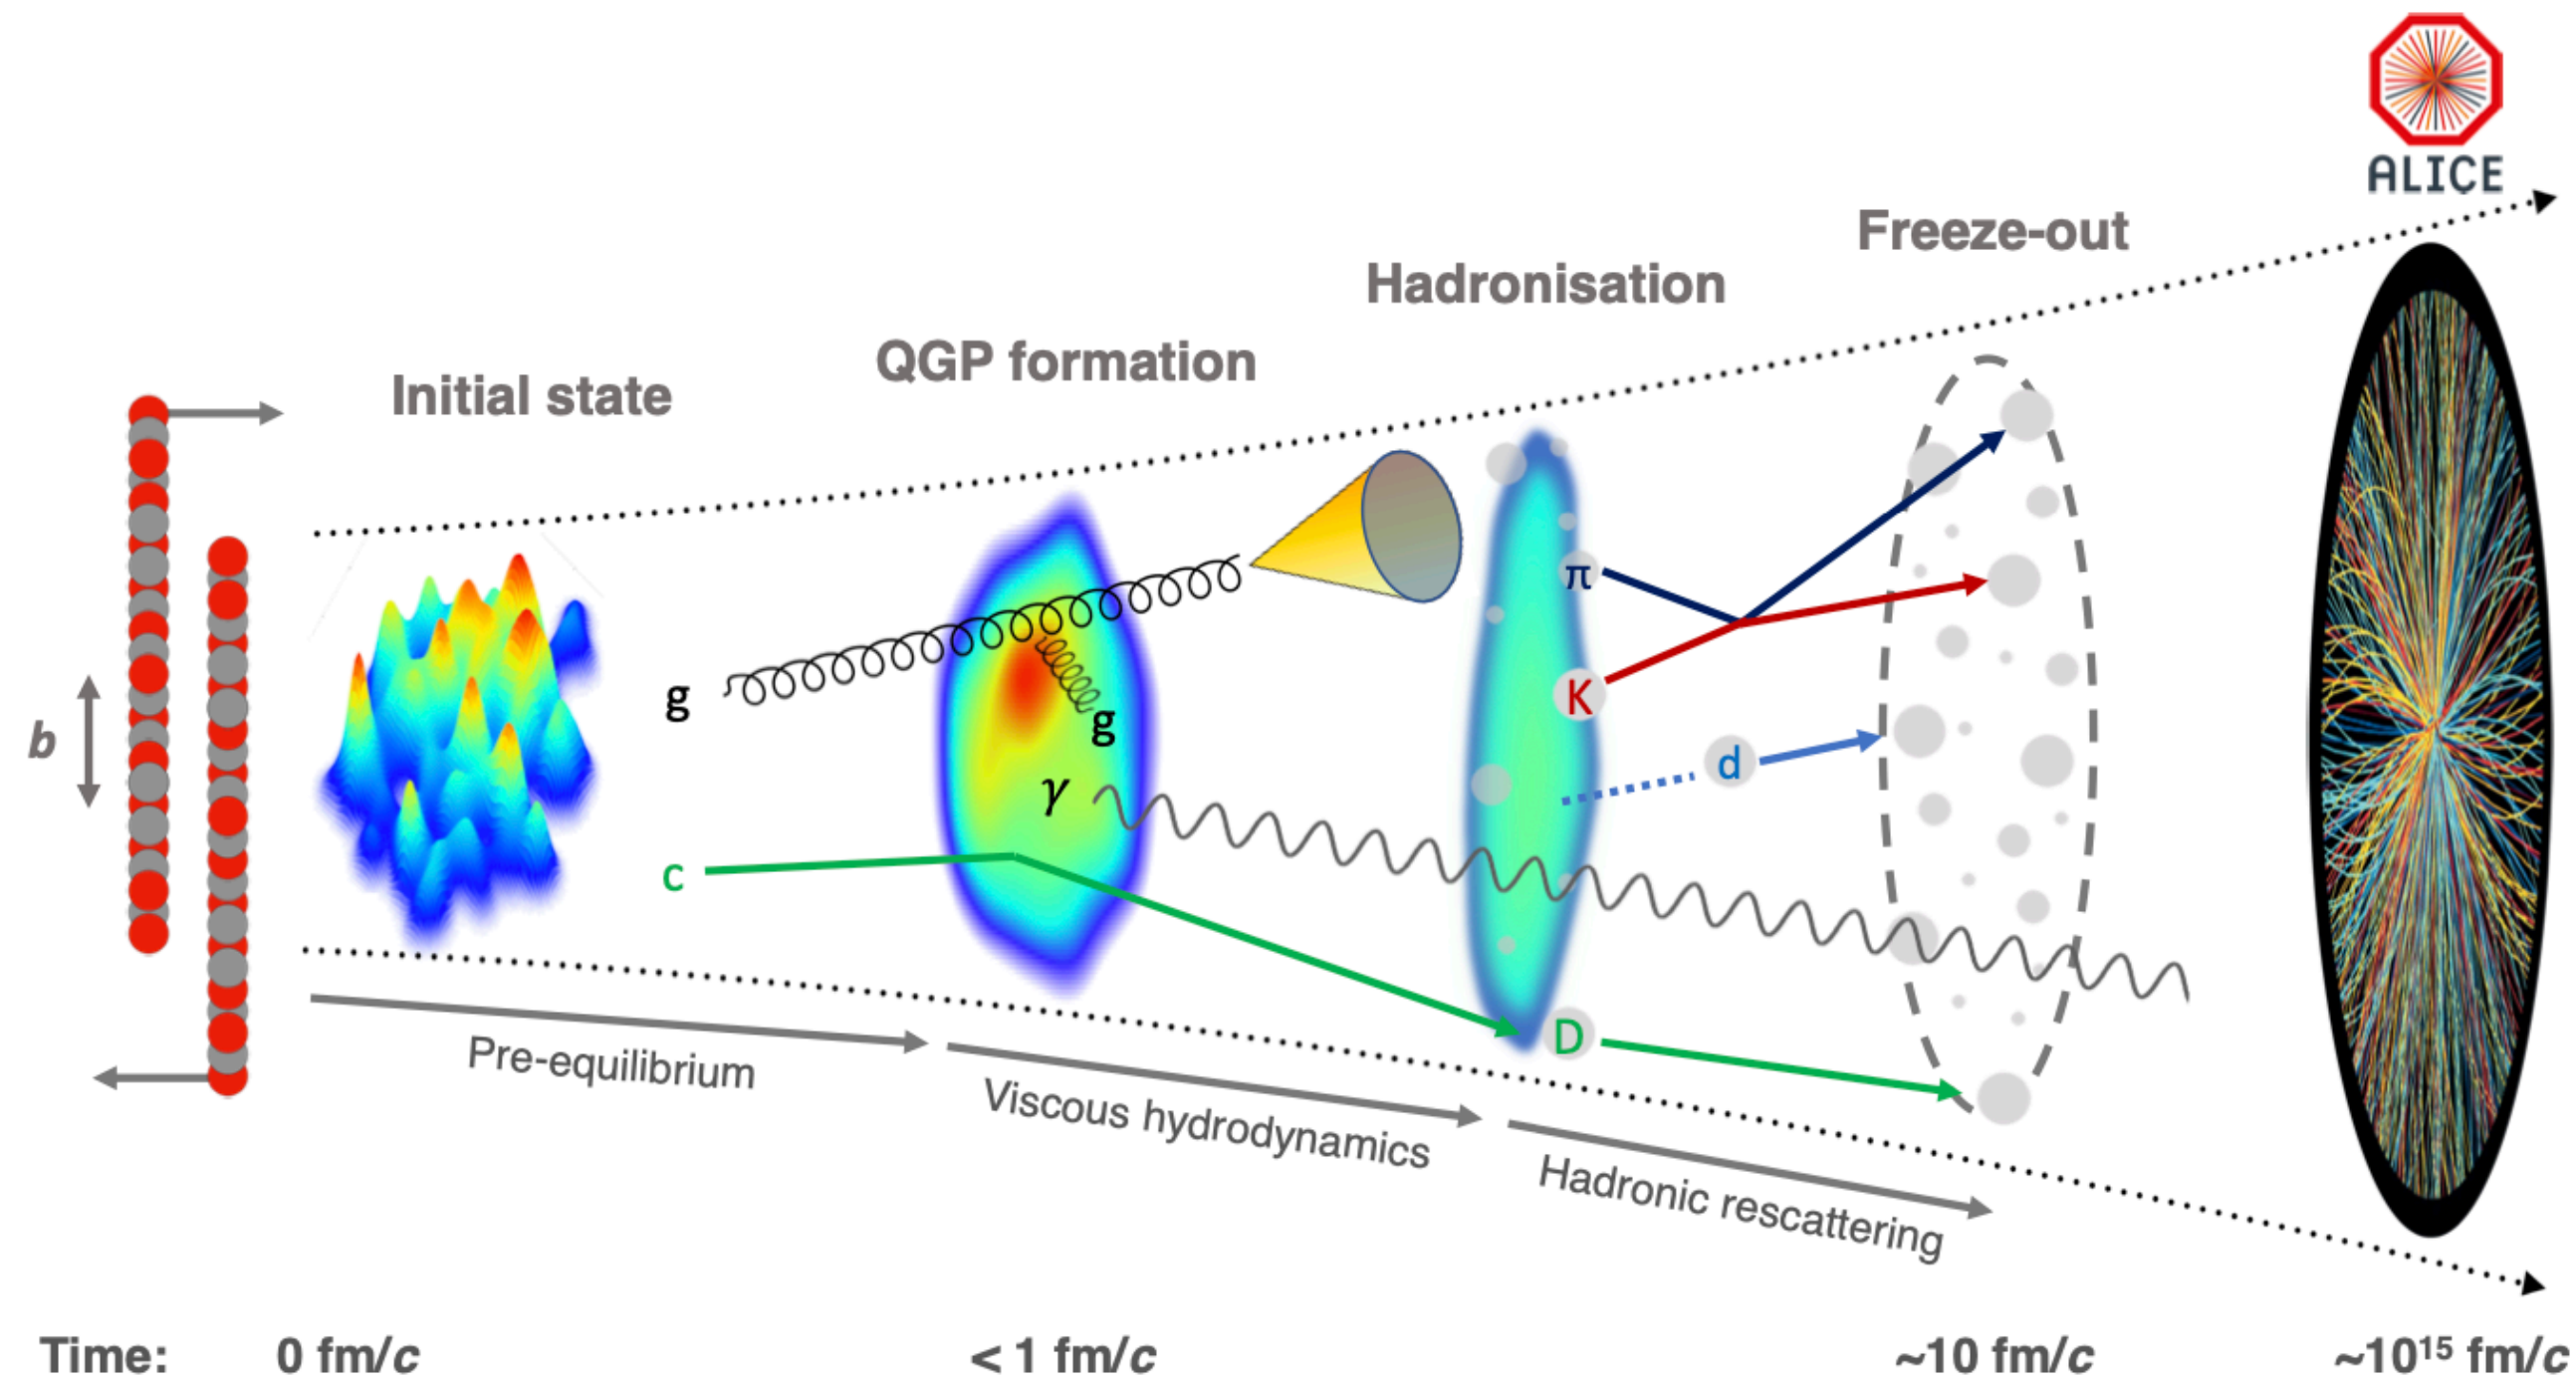 ALICE
Freeze-out
Hadronisation
QGP formation
Initial state
π
g
K
g
b
d
γ
c
D
Pre-equilibrium
Viscous hydrodynamics
Hadronic rescattering
Time: 0 fm/c < 1 fm/c ~10 fm/c ~10¹⁵ fm/c